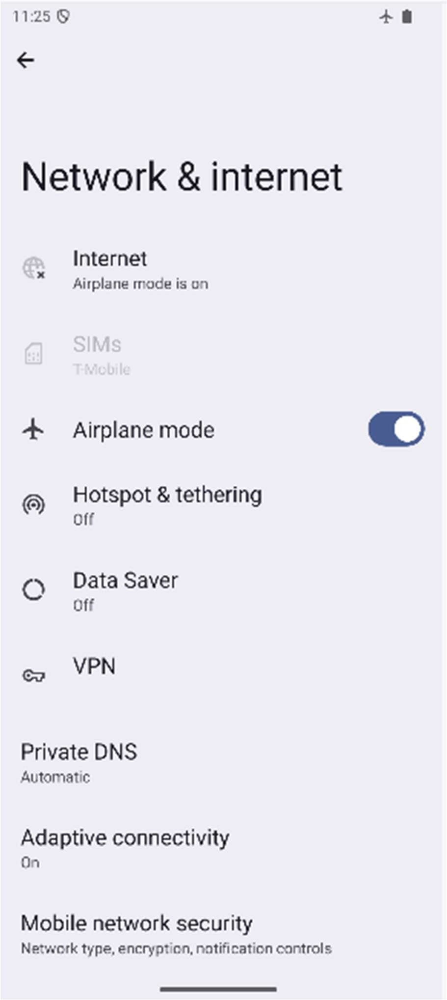 11:25
Network & internet
Internet
Airplane mode is on
SIMs
T-Mobile
Airplane mode
Hotspot & tethering
Off
Data Saver
Off
VPN
Private DNS
Automatic
Adaptive connectivity
On
Mobile network security
Network type, encryption, notification controls